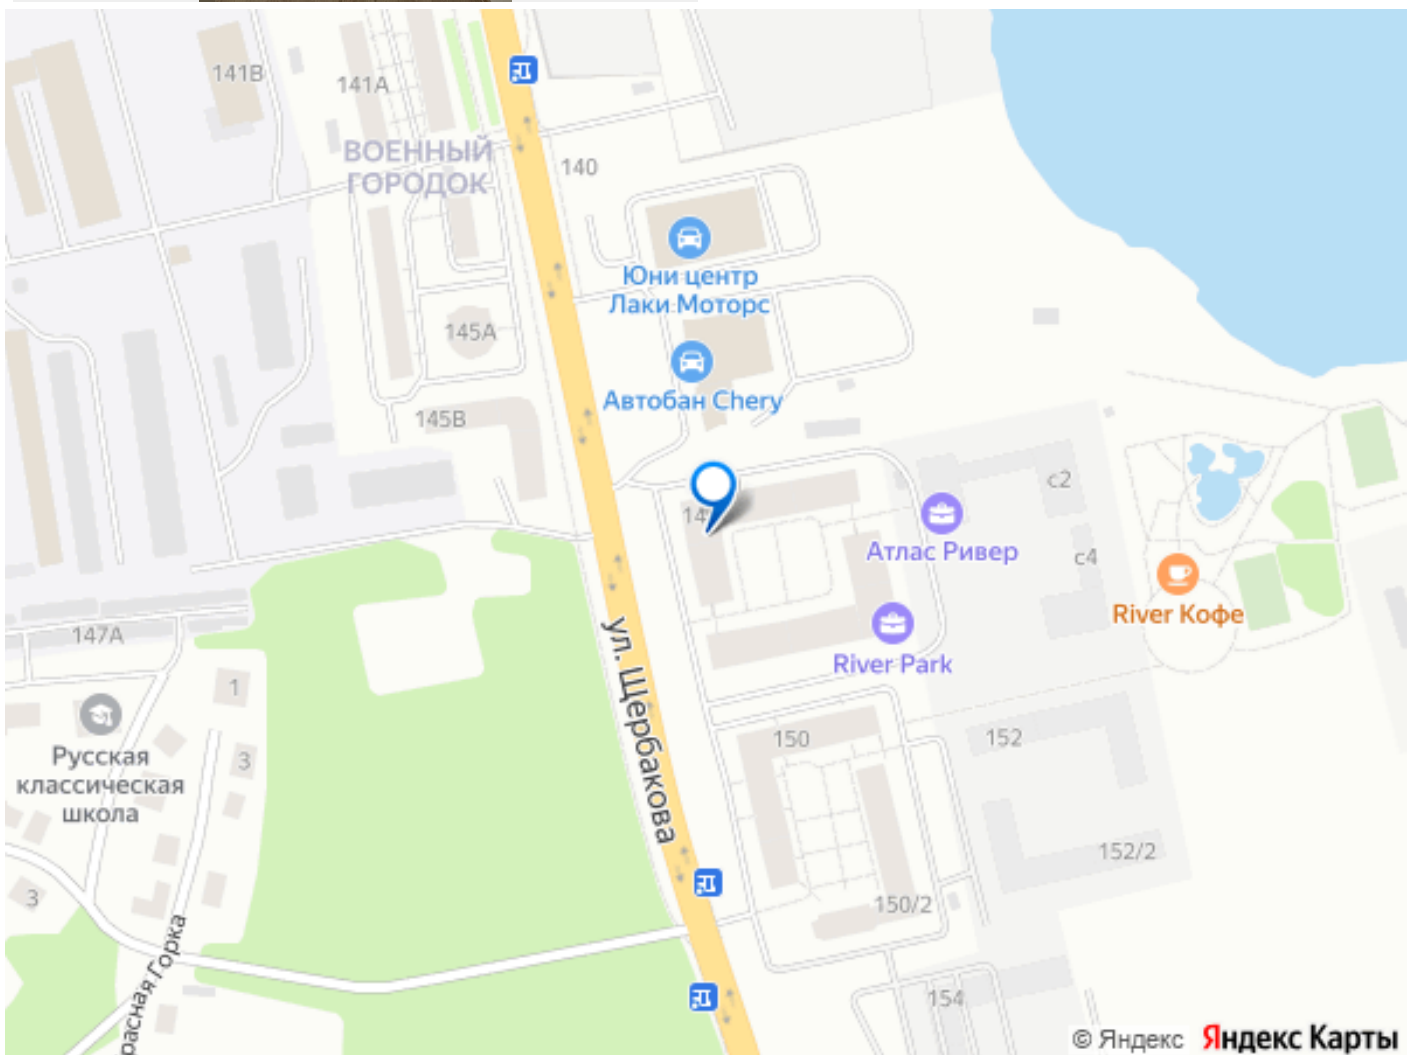 141В
141А
ВОЕННЫЙ
ГОРОДОК
140
Юни центр
Лаки Моторс
145А
Автобан Chery
145В
с2
Атлас Ривер
с4
River Кофе
147А
ул. Щербакова
River Park
1
Русская
классическая
школа
3
150
152
152/2
3
150/2
154
© Яндекс Яндекс Карты